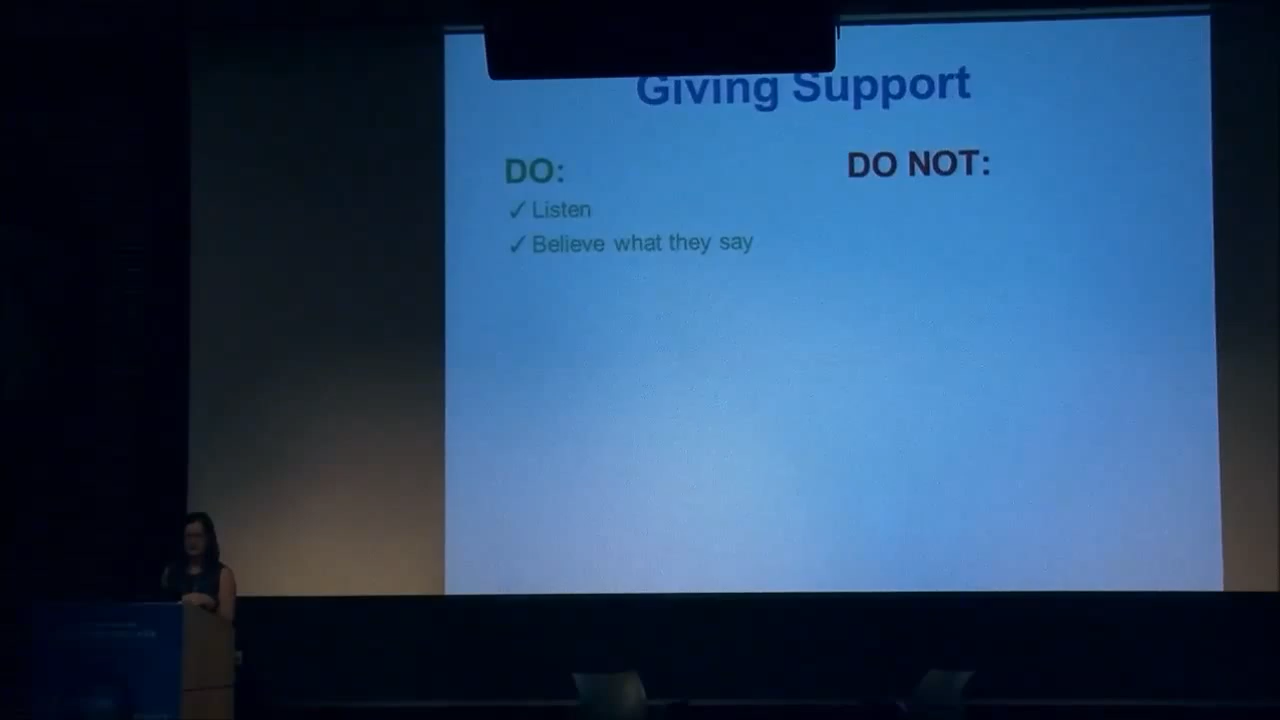 Giving Support
DO:
✓ Listen
✓ Believe what they say
DO NOT: